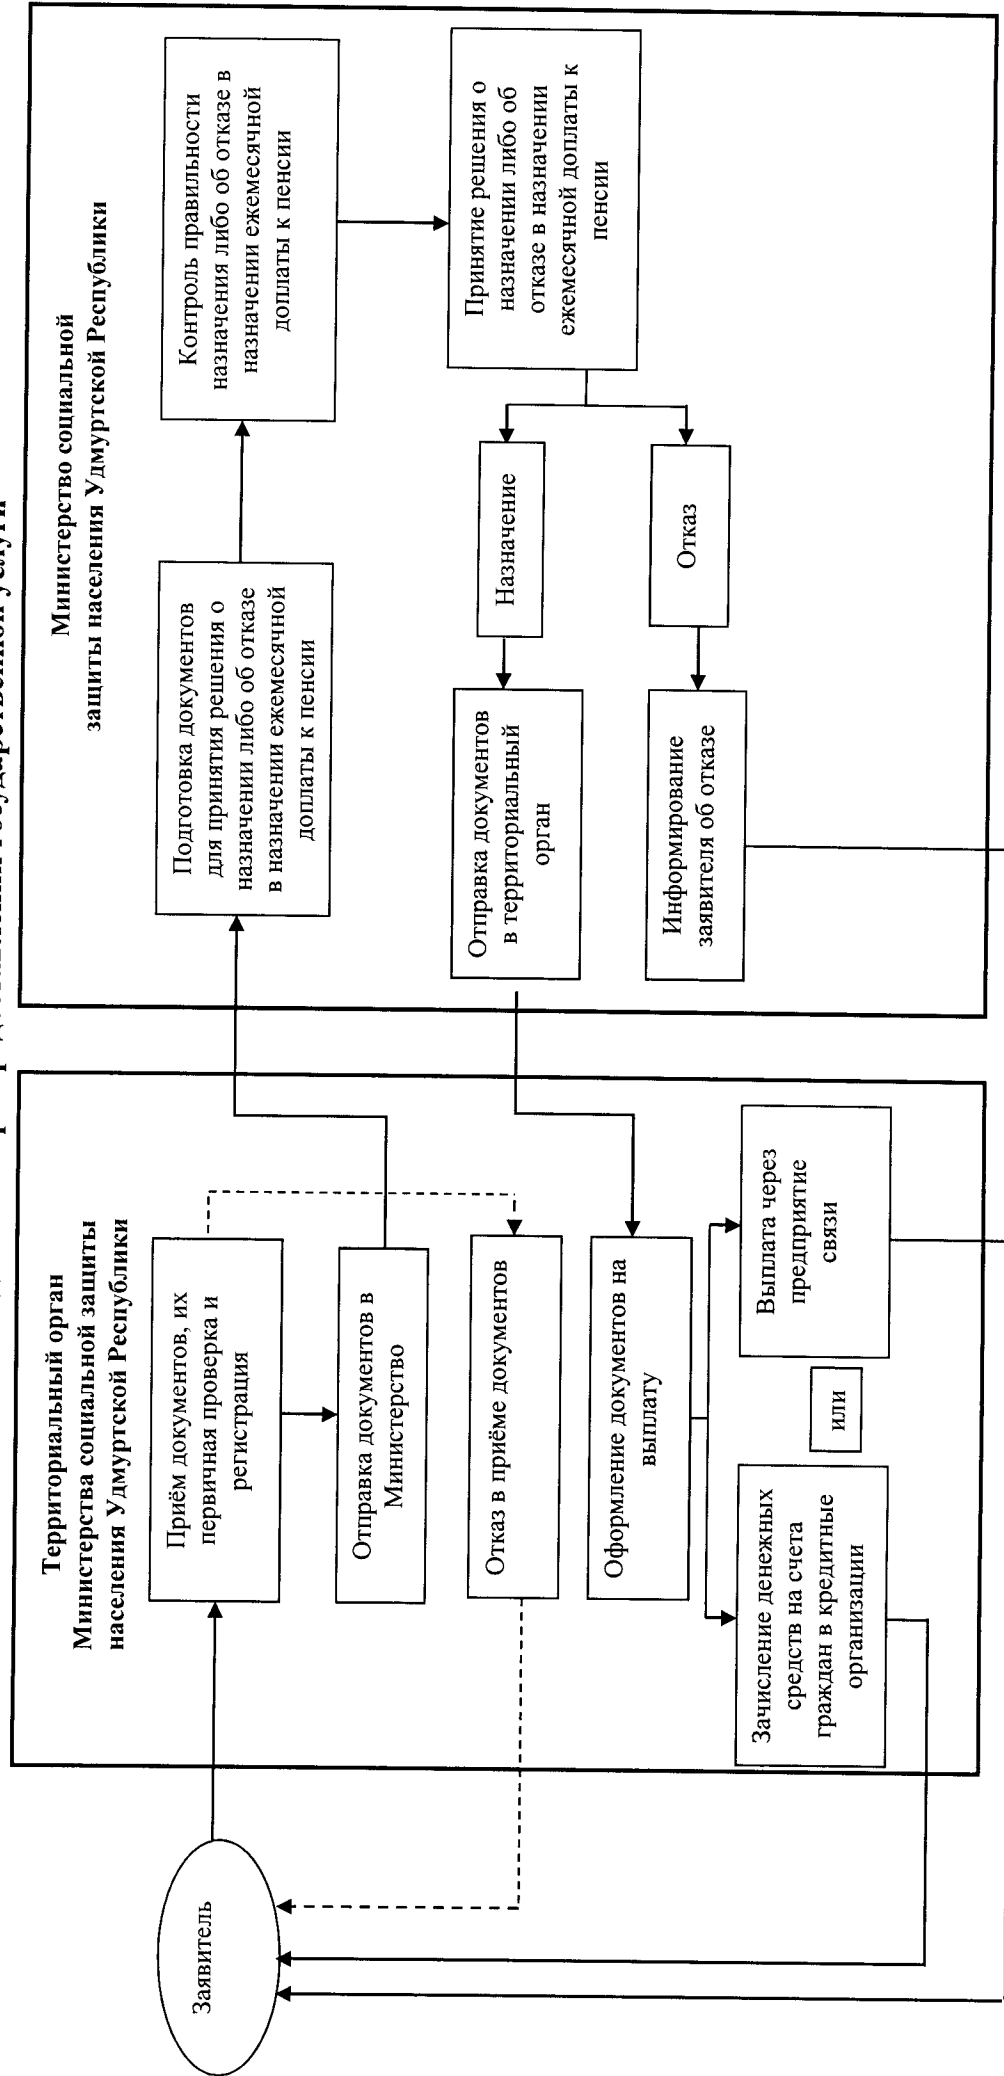 государственной услуги
Министерство социальной
защиты населения Удмуртской Республики
Подготовка документов
для принятия решения о
назначении либо об отказе
в назначении ежемесячной
доплаты к пенсии
Контроль правильности
назначения либо об отказе в
назначении ежемесячной
доплаты к пенсии
Принятие решения о
назначении либо об
отказе в назначении
ежемесячной доплаты к
пенсии
Назначение
Отказ
Отправка документов
в территориальный
орган
Информирование
заявителя об отказе
Территориальный орган
Министерства социальной защиты
населения Удмуртской Республики
Приём документов, их
первичная проверка и
регистрация
Отправка документов в
Министерство
Отказ в приёме документов
Оформление документов на
выплату
Зачисление денежных
средств на счета
граждан в кредитные
организации
или
Выплата через
предприятие
связи
Заявитель